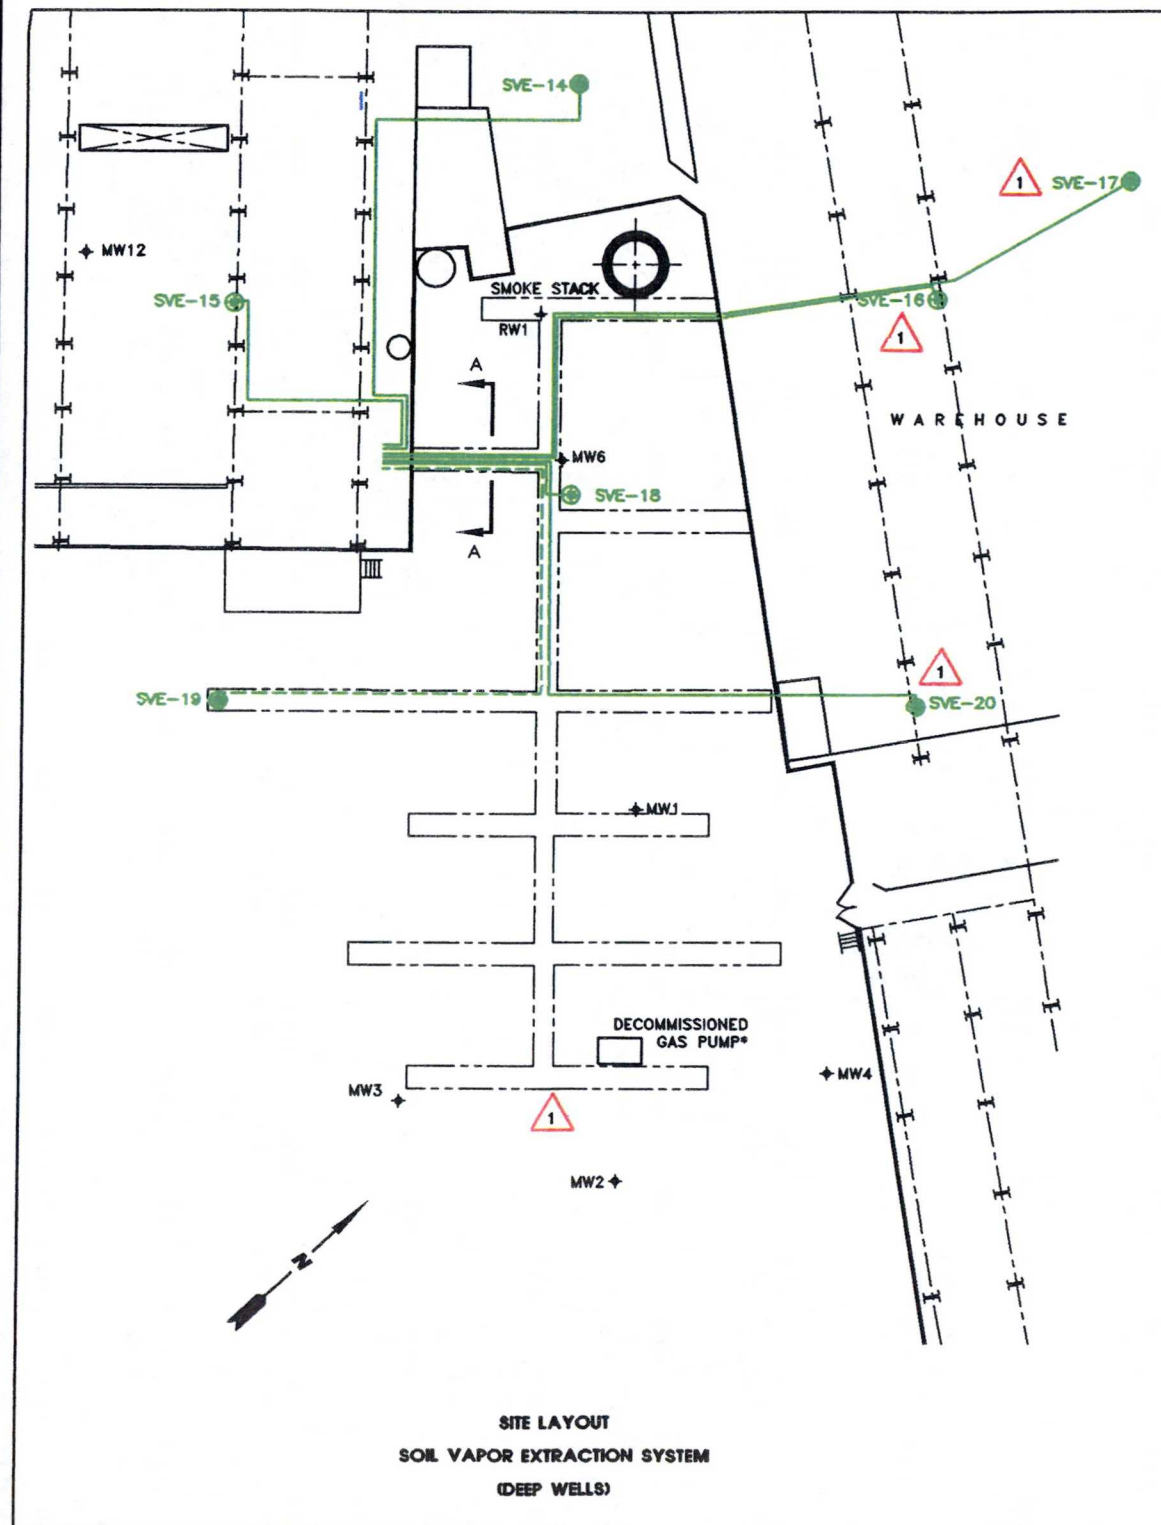 SVE-14
1
SVE-17
MW12
SVE-15
SMOKE STACK
SVE-16
RW1
1
A
WAREHOUSE
MW6
SVE-18
A
1
SVE-19
SVE-20
MW1
DECOMMISSIONED
GAS PUMP*
MW4
MW3
1
MW2
N
SITE LAYOUT
SOIL VAPOR EXTRACTION SYSTEM
(DEEP WELLS)